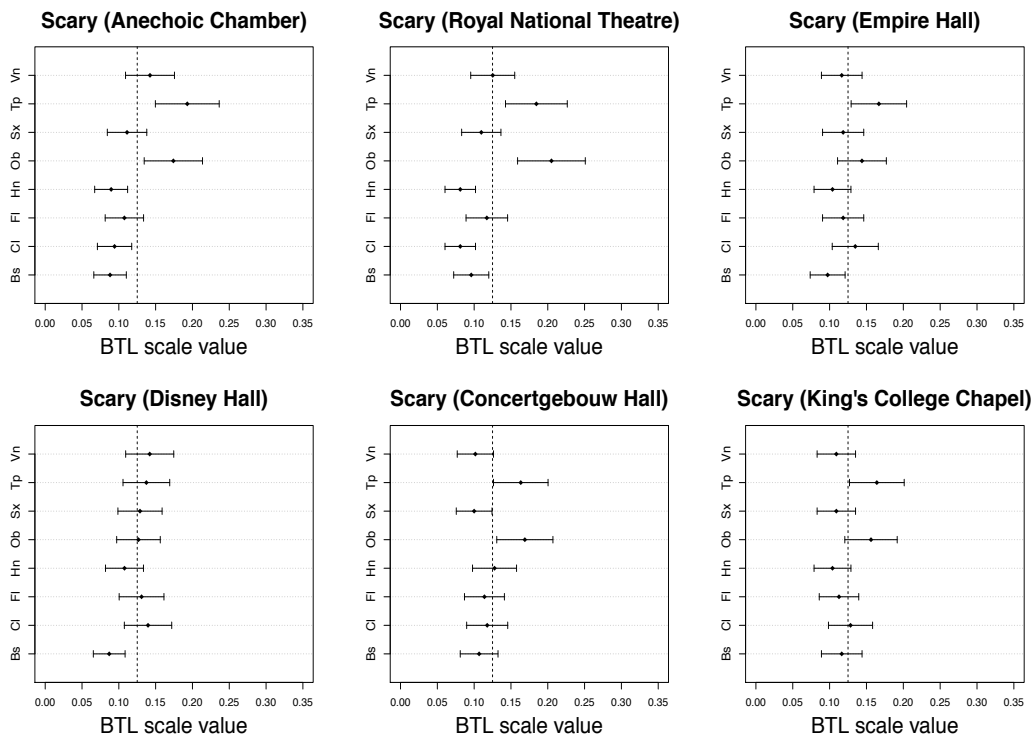 Scary (Anechoic Chamber)
Vn
Tp
Sx
Ob
Hn
Fl
Cl
Bs
0.00 0.05 0.10 0.15 0.20 0.25 0.30 0.35
BTL scale value
Scary (Royal National Theatre)
Vn
Tp
Sx
Ob
Hn
Fl
Cl
Bs
0.00 0.05 0.10 0.15 0.20 0.25 0.30 0.35
BTL scale value
Scary (Empire Hall)
Vn
Tp
Sx
Ob
Hn
Fl
Cl
Bs
0.00 0.05 0.10 0.15 0.20 0.25 0.30 0.35
BTL scale value
Scary (Disney Hall)
Vn
Tp
Sx
Ob
Hn
Fl
Cl
Bs
0.00 0.05 0.10 0.15 0.20 0.25 0.30 0.35
BTL scale value
Scary (Concertgebouw Hall)
Vn
Tp
Sx
Ob
Hn
Fl
Cl
Bs
0.00 0.05 0.10 0.15 0.20 0.25 0.30 0.35
BTL scale value
Scary (King's College Chapel)
Vn
Tp
Sx
Ob
Hn
Fl
Cl
Bs
0.00 0.05 0.10 0.15 0.20 0.25 0.30 0.35
BTL scale value